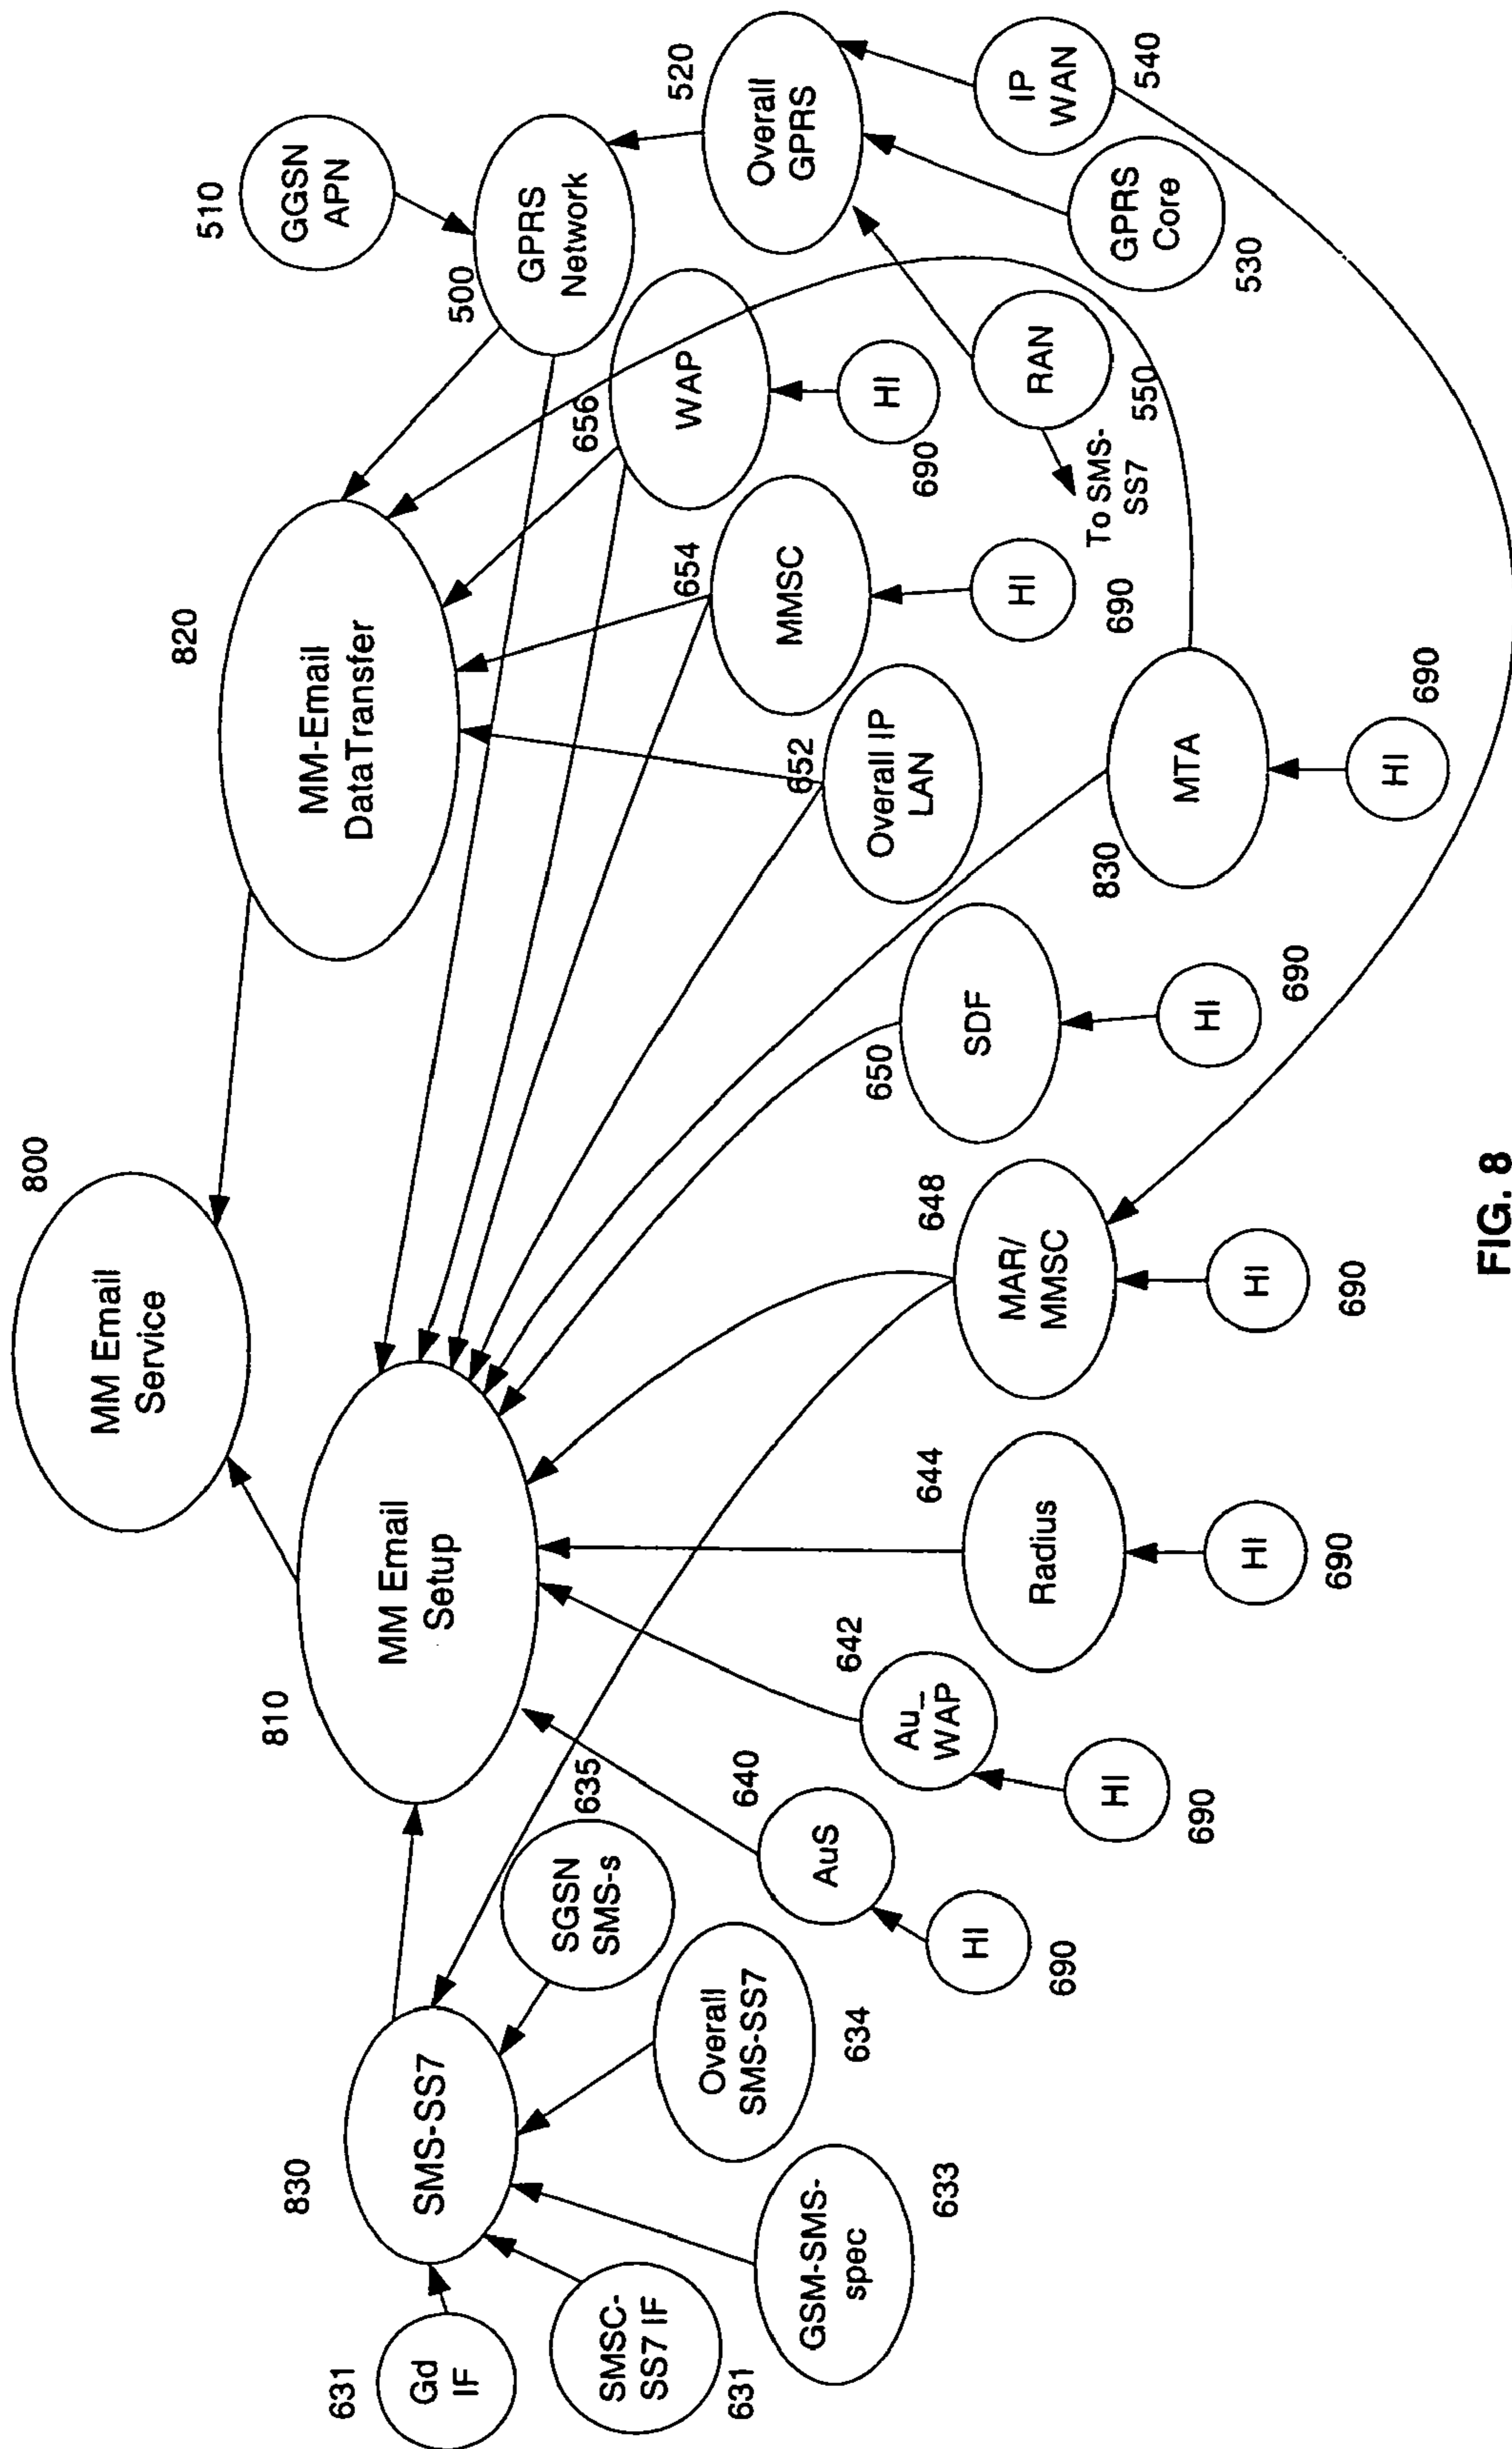 800
MM Email
Service
820
MM-Email
DataTransfer
810
MM Email
Setup
830
SMS-SS7
631
Gd
IF
SMSC-
SS7 IF
631
GSM-SMS-
spec
633
Overall
SMS-SS7
634
SGSN
SMS-s
635
640
AuS
HI
690
642
Au_
WAP
HI
690
644
Radius
HI
690
648
MAR/
MMSC
HI
690
650
SDF
HI
690
830
MTA
HI
690
652
Overall IP
LAN
654
MMSC
HI
690
656
WAP
HI
690
500
GPRS
Network
510
GGSN
APN
520
Overall
GPRS
RAN
550
To SMS-
SS7
GPRS
Core
530
IP
WAN
540
FIG. 8